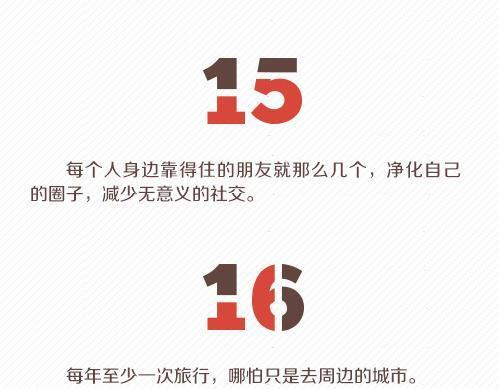 15
每个人身边靠得住的朋友就那么几个，净化自己
的圈子，减少无意义的社交。
16
每年至少一次旅行，哪怕只是去周边的城市。